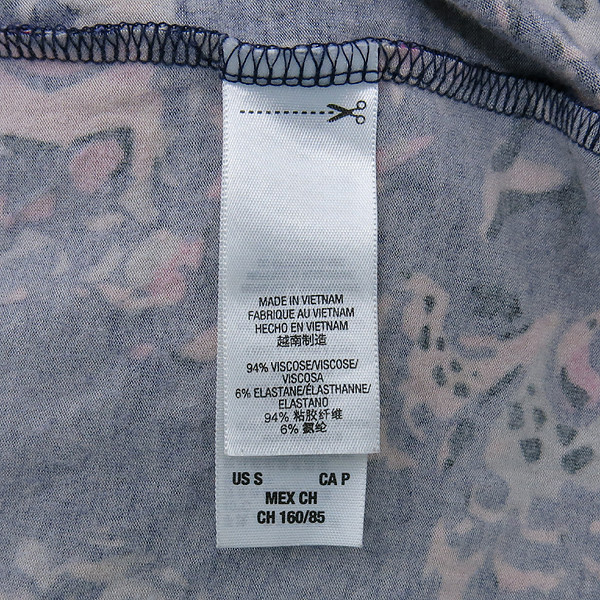 MADE IN VIETNAM
FABRIQUE AU VIETNAM
HECHO EN VIETNAM
越南制造
94% VISCOSE/VISCOSE/
VISCOSA
6% ELASTANE/ÉLASTHANNE/
ELASTANO
94% 粘胶纤维
6% 氨纶
US S CA P
MEX CH
CH 160/85